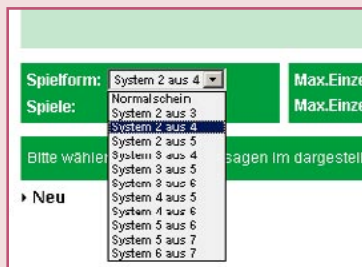 Spielform: System 2 aus 4 Max.Einze
Spiele: Max.Einze
Normalschein
System 2 aus 3
System 2 aus 4
System 2 aus 5
System 3 aus 4
System 3 aus 5
System 3 aus 6
System 4 aus 5
System 4 aus 6
System 5 aus 6
System 5 aus 7
System 6 aus 7
Bitte wähle sagen im dargestell
Neu